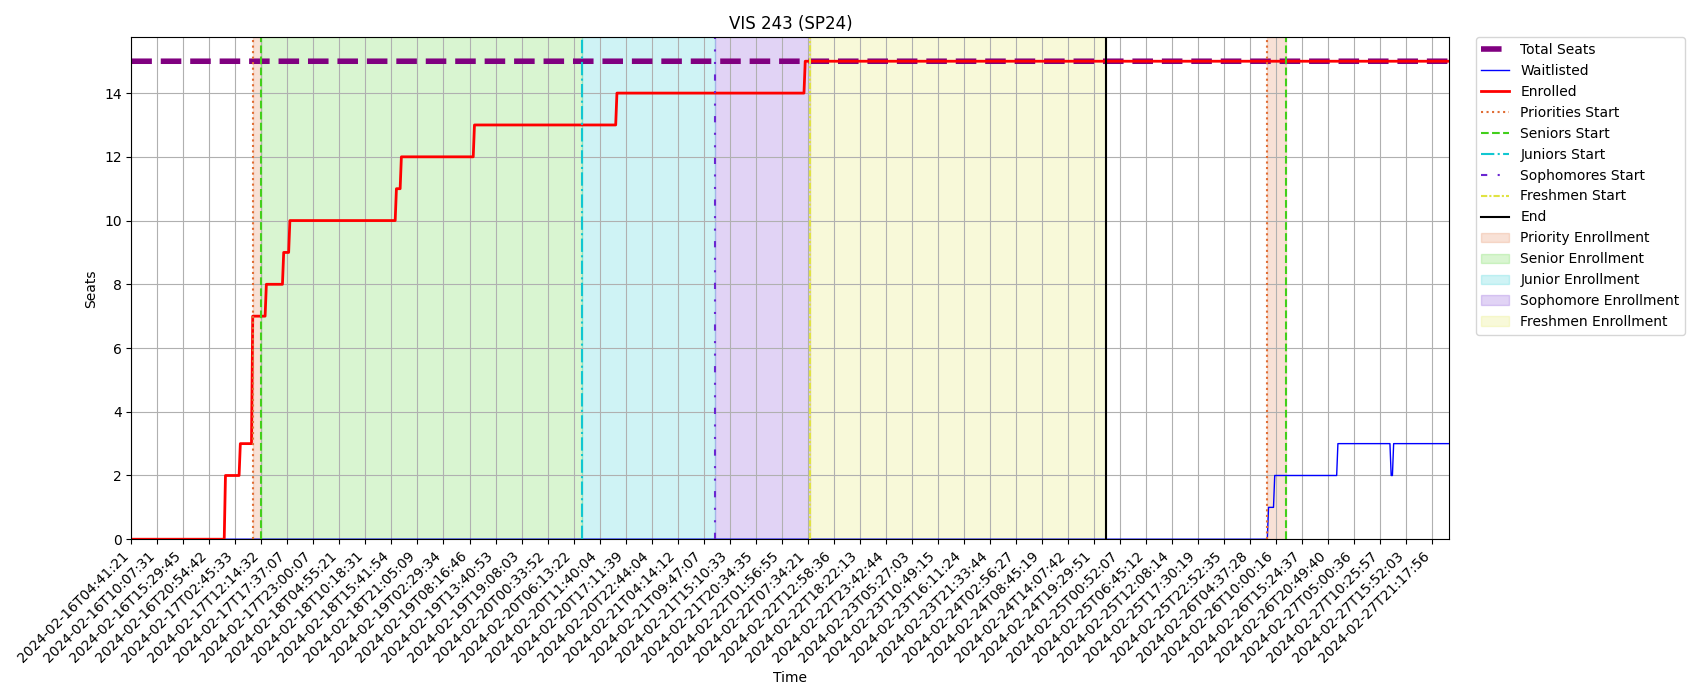 VIS 243 (SP24)
Seats
14
12
10
8
6
4
2
0
2024-02-16T04:41:21
2024-02-16T10:07:31
2024-02-16T15:29:45
2024-02-16T20:54:42
2024-02-17T02:45:33
2024-02-17T12:14:32
2024-02-17T17:37:07
2024-02-17T23:00:07
2024-02-18T04:55:21
2024-02-18T10:18:31
2024-02-18T15:41:54
2024-02-18T21:05:09
2024-02-19T02:29:34
2024-02-19T08:16:46
2024-02-19T13:40:53
2024-02-19T19:08:03
2024-02-20T00:33:52
2024-02-20T06:13:22
2024-02-20T11:40:04
2024-02-20T17:11:39
2024-02-20T22:44:04
2024-02-21T04:14:12
2024-02-21T09:47:07
2024-02-21T15:10:33
2024-02-21T20:34:35
2024-02-22T01:56:55
2024-02-22T07:34:21
2024-02-22T12:58:36
2024-02-22T18:22:13
2024-02-22T23:42:44
2024-02-23T05:27:03
2024-02-23T10:49:15
2024-02-23T16:11:24
2024-02-23T21:33:44
2024-02-24T02:56:27
2024-02-24T08:45:19
2024-02-24T14:07:42
2024-02-24T19:29:51
2024-02-25T00:52:07
2024-02-25T06:45:12
2024-02-25T12:08:14
2024-02-25T17:30:19
2024-02-25T22:52:35
2024-02-26T04:37:28
2024-02-26T10:00:16
2024-02-26T15:24:37
2024-02-26T20:49:40
2024-02-27T05:00:36
2024-02-27T10:25:57
2024-02-27T15:52:03
2024-02-27T21:17:56
Time
Total Seats
Waitlisted
Enrolled
Priorities Start
Seniors Start
Juniors Start
Sophomores Start
Freshmen Start
End
Priority Enrollment
Senior Enrollment
Junior Enrollment
Sophomore Enrollment
Freshmen Enrollment